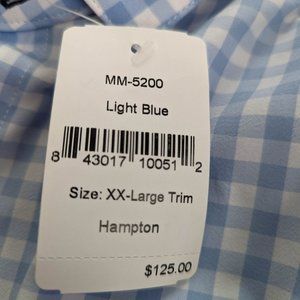 MM-5200
Light Blue
8 43017 10051 2
Size: XX-Large Trim
Hampton
$125.00